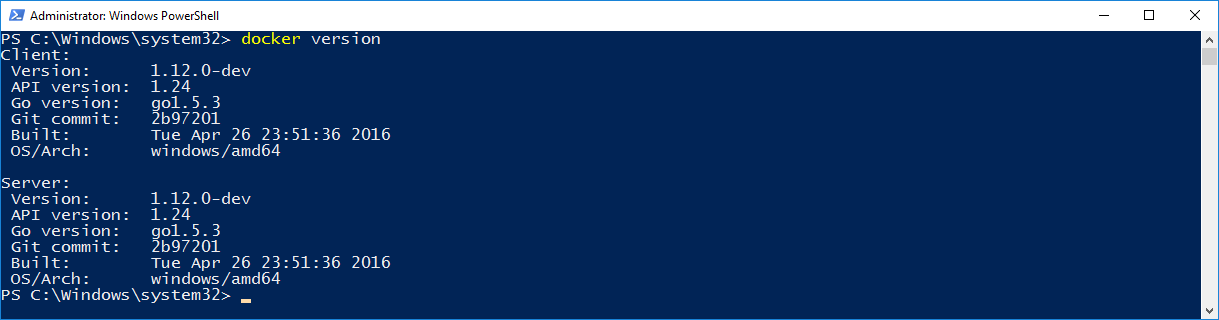 Administrator: Windows PowerShell
PS C:\Windows\system32> docker version
Client:
 Version:      1.12.0-dev
 API version:  1.24
 Go version:   go1.5.3
 Git commit:   2b97201
 Built:        Tue Apr 26 23:51:36 2016
 OS/Arch:      windows/amd64

Server:
 Version:      1.12.0-dev
 API version:  1.24
 Go version:   go1.5.3
 Git commit:   2b97201
 Built:        Tue Apr 26 23:51:36 2016
 OS/Arch:      windows/amd64
PS C:\Windows\system32>